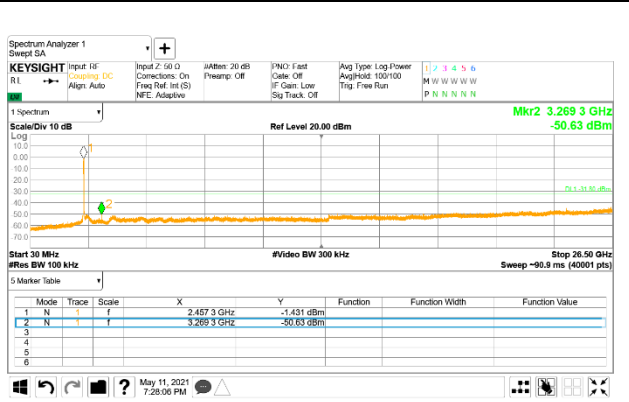 Spectrum Analyzer 1
Swept SA
KEYSIGHT Input: RF Input Z: 50 Ω #Atten: 20 dB PNO: Fast Avg Type: Log-Power 1 2 3 4 5 6
RL Coupling: DC Corrections: On Preamp: Off Gate: Off Avg|Hold: 100/100 M W W W W W
Align: Auto Freq Ref: Int (S) IF Gain: Low Trig: Free Run
NFE: Adaptive Sig Track: Off P N N N N N
1 Spectrum Mkr2 3.269 3 GHz
Scale/Div 10 dB Ref Level 20.00 dBm -50.63 dBm
Log
10.0
0.00
-10.0
-20.0
-30.0
-40.0
-50.0
-60.0
-70.0
1
2
Start 30 MHz #Video BW 300 kHz Stop 26.50 GHz
#Res BW 100 kHz Sweep ~90.9 ms (40001 pts)
5 Marker Table
Mode Trace Scale X Y Function Function Width Function Value
1 N 1 f 2.457 3 GHz -1.431 dBm
2 N 1 f 3.269 3 GHz -50.63 dBm
3
4
5
6
? May 11, 2021
7:28:06 PM